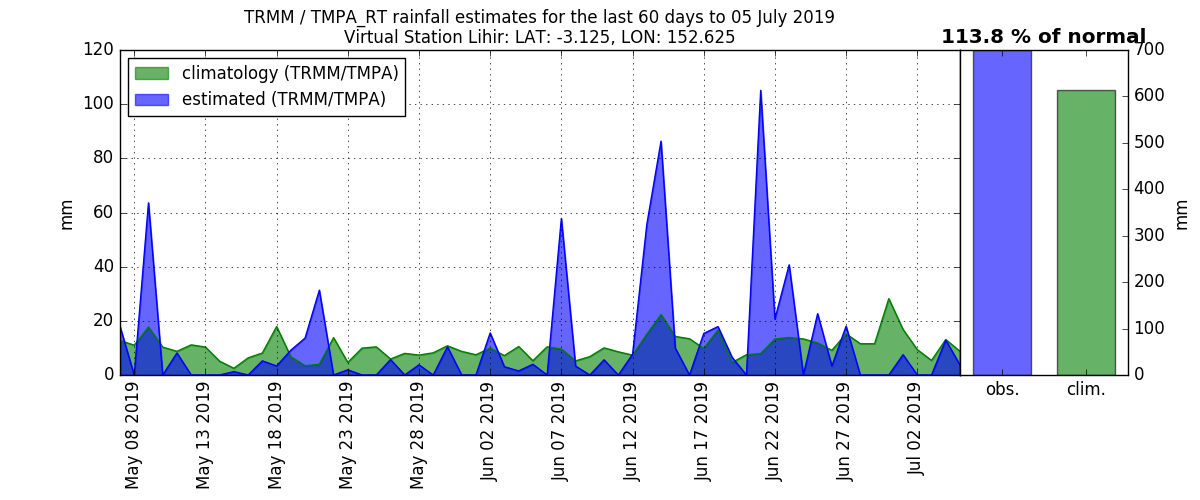 TRMM / TMPA_RT rainfall estimates for the last 60 days to 05 July 2019
Virtual Station Lihir: LAT: -3.125, LON: 152.625
113.8 % of normal
climatology (TRMM/TMPA)
estimated (TRMM/TMPA)
120
100
80
60
40
20
0
mm
700
600
500
400
300
200
100
0
mm
May 08 2019
May 13 2019
May 18 2019
May 23 2019
May 28 2019
Jun 02 2019
Jun 07 2019
Jun 12 2019
Jun 17 2019
Jun 22 2019
Jun 27 2019
Jul 02 2019
obs.
clim.